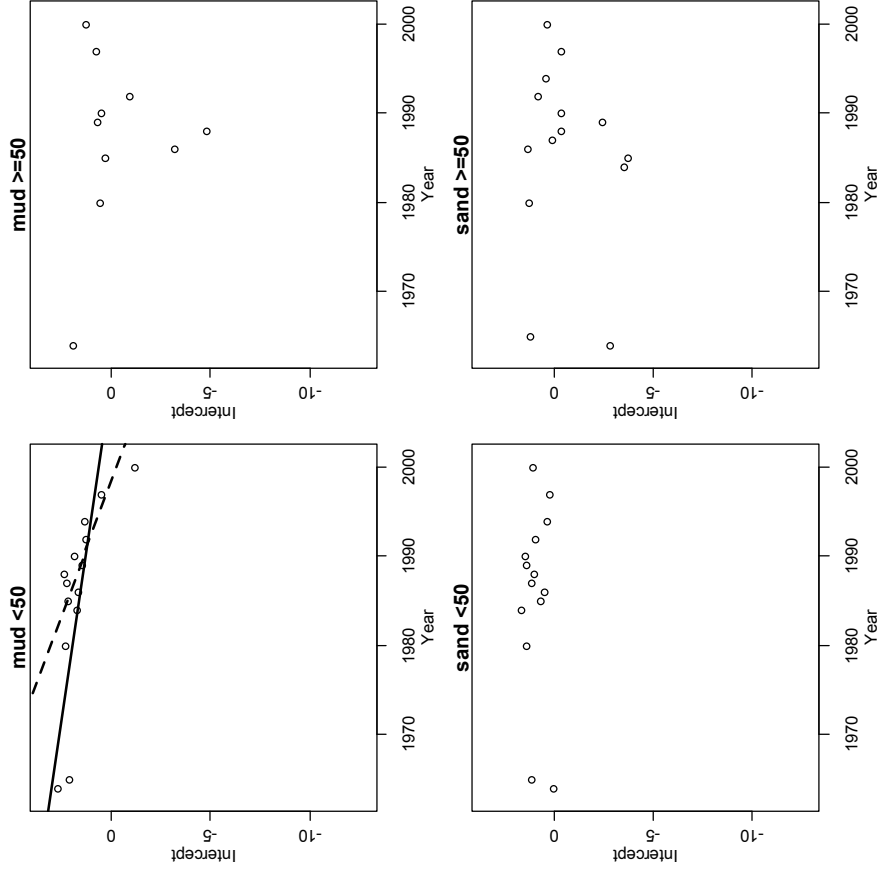 mud <50
Intercept
0
-5
-10
1970
1980
1990
2000
Year
mud >=50
Intercept
0
-5
-10
1970
1980
1990
2000
Year
sand <50
Intercept
0
-5
-10
1970
1980
1990
2000
Year
sand >=50
Intercept
0
-5
-10
1970
1980
1990
2000
Year